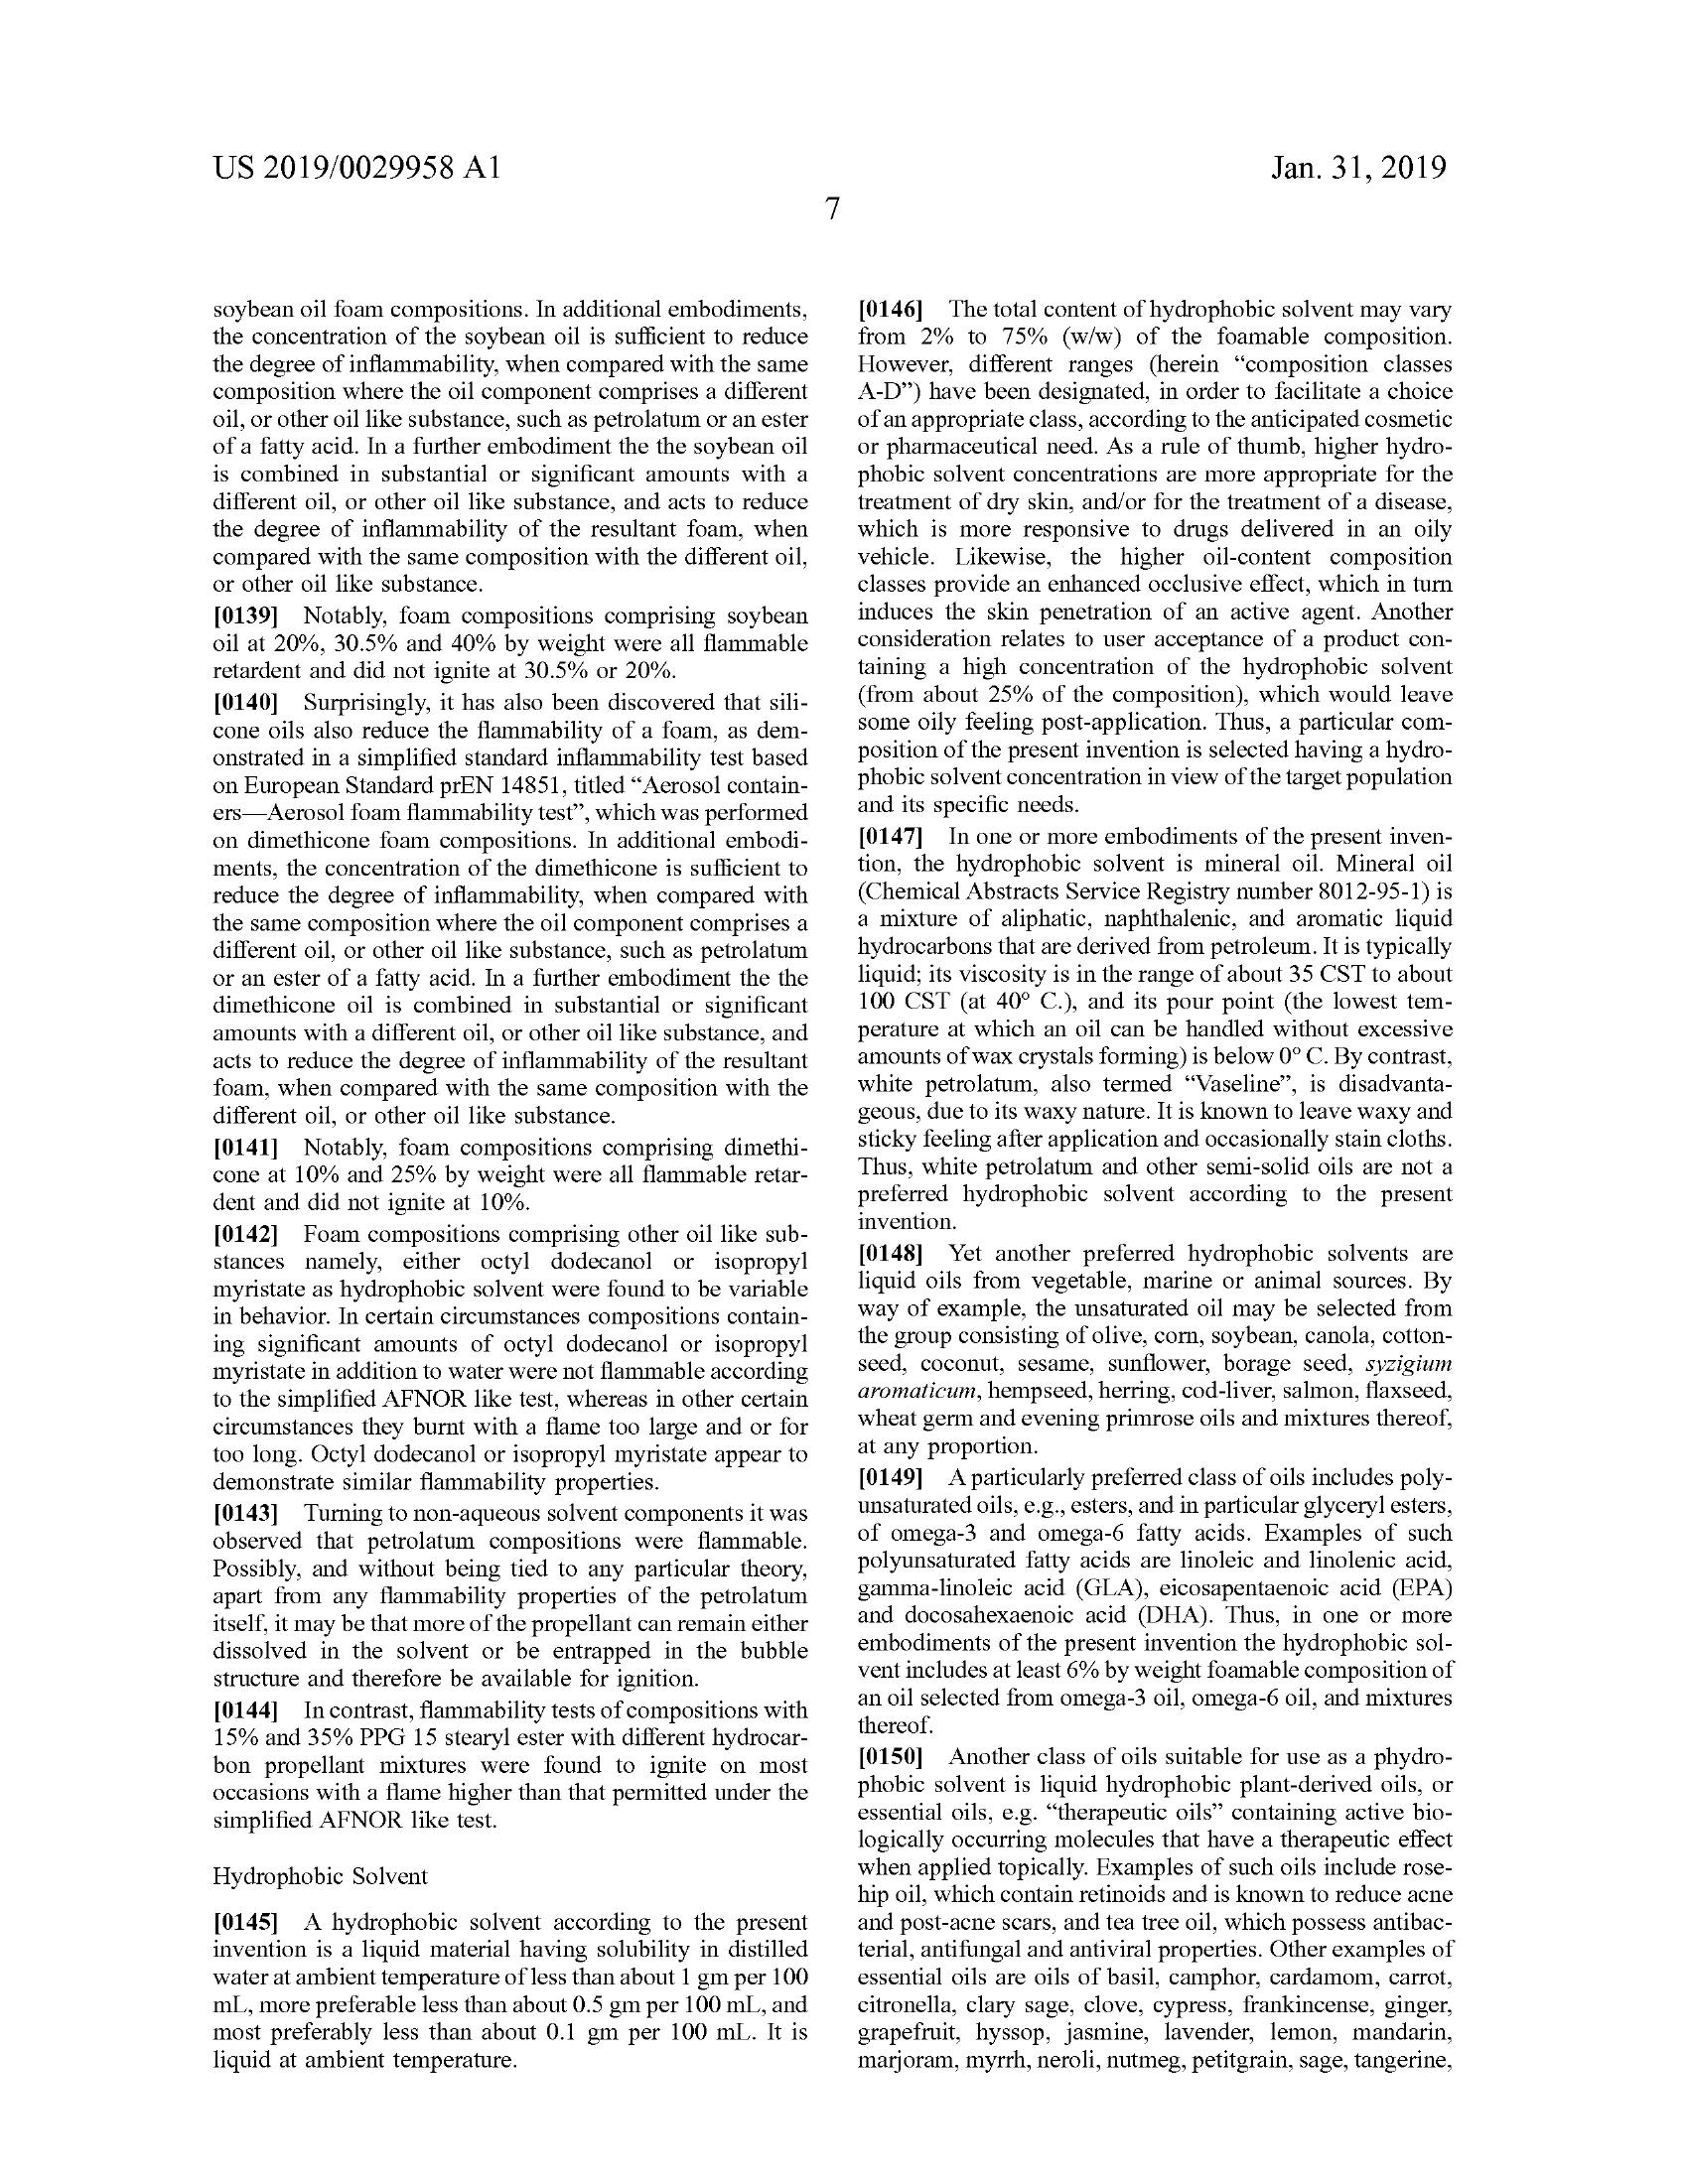 US 2019/0029958 A1
Jan. 31, 2019
7
soybean oil foam compositions. In additional embodiments,
the concentration of the soybean oil is sufficient to reduce
the degree of inflammability, when compared with the same
composition where the oil component comprises a different
oil, or other oil like substance, such as petrolatum or an ester
of a fatty acid. In a further embodiment the the soybean oil
is combined in substantial or significant amounts with a
different oil, or other oil like substance, and acts to reduce
the degree of inflammability of the resultant foam, when
compared with the same composition with the different oil,
or other oil like substance.
[0139] Notably, foam compositions comprising soybean
oil at 20%, 30.5% and 40% by weight were all flammable
retardent and did not ignite at 30.5% or 20%.
[0140] Surprisingly, it has also been discovered that sili-
cone oils also reduce the flammability of a foam, as dem-
onstrated in a simplified standard inflammability test based
on European Standard prEN 14851, titled “Aerosol contain-
ers—Aerosol foam flammability test”, which was performed
on dimethicone foam compositions. In additional embodi-
ments, the concentration of the dimethicone is sufficient to
reduce the degree of inflammability, when compared with
the same composition where the oil component comprises a
different oil, or other oil like substance, such as petrolatum
or an ester of a fatty acid. In a further embodiment the the
dimethicone oil is combined in substantial or significant
amounts with a different oil, or other oil like substance, and
acts to reduce the degree of inflammability of the resultant
foam, when compared with the same composition with the
different oil, or other oil like substance.
[0141] Notably, foam compositions comprising dimethi-
cone at 10% and 25% by weight were all flammable retar-
dent and did not ignite at 10%.
[0142] Foam compositions comprising other oil like sub-
stances namely, either octyl dodecanol or isopropyl
myristate as hydrophobic solvent were found to be variable
in behavior. In certain circumstances compositions contain-
ing significant amounts of octyl dodecanol or isopropyl
myristate in addition to water were not flammable according
to the simplified AFNOR like test, whereas in other certain
circumstances they burnt with a flame too large and or for
too long. Octyl dodecanol or isopropyl myristate appear to
demonstrate similar flammability properties.
[0143] Turning to non-aqueous solvent components it was
observed that petrolatum compositions were flammable.
Possibly, and without being tied to any particular theory,
apart from any flammability properties of the petrolatum
itself, it may be that more of the propellant can remain either
dissolved in the solvent or be entrapped in the bubble
structure and therefore be available for ignition.
[0144] In contrast, flammability tests of compositions with
15% and 35% PPG 15 stearyl ester with different hydrocar-
bon propellant mixtures were found to ignite on most
occasions with a flame higher than that permitted under the
simplified AFNOR like test.
Hydrophobic Solvent
[0145] A hydrophobic solvent according to the present
invention is a liquid material having solubility in distilled
water at ambient temperature of less than about 1 gm per 100
mL, more preferable less than about 0.5 gm per 100 mL, and
most preferably less than about 0.1 gm per 100 mL. It is
liquid at ambient temperature.
[0146] The total content of hydrophobic solvent may vary
from 2% to 75% (w/w) of the foamable composition.
However, different ranges (herein “composition classes
A-D”) have been designated, in order to facilitate a choice
of an appropriate class, according to the anticipated cosmetic
or pharmaceutical need. As a rule of thumb, higher hydro-
phobic solvent concentrations are more appropriate for the
treatment of dry skin, and/or for the treatment of a disease,
which is more responsive to drugs delivered in an oily
vehicle. Likewise, the higher oil-content composition
classes provide an enhanced occlusive effect, which in turn
induces the skin penetration of an active agent. Another
consideration relates to user acceptance of a product con-
taining a high concentration of the hydrophobic solvent
(from about 25% of the composition), which would leave
some oily feeling post-application. Thus, a particular com-
position of the present invention is selected having a hydro-
phobic solvent concentration in view of the target population
and its specific needs.
[0147] In one or more embodiments of the present inven-
tion, the hydrophobic solvent is mineral oil. Mineral oil
(Chemical Abstracts Service Registry number 8012-95-1) is
a mixture of aliphatic, naphthalenic, and aromatic liquid
hydrocarbons that are derived from petroleum. It is typically
liquid; its viscosity is in the range of about 35 CST to about
100 CST (at 40° C.), and its pour point (the lowest tem-
perature at which an oil can be handled without excessive
amounts of wax crystals forming) is below 0° C. By contrast,
white petrolatum, also termed “Vaseline”, is disadvanta-
geous, due to its waxy nature. It is known to leave waxy and
sticky feeling after application and occasionally stain cloths.
Thus, white petrolatum and other semi-solid oils are not a
preferred hydrophobic solvent according to the present
invention.
[0148] Yet another preferred hydrophobic solvents are
liquid oils from vegetable, marine or animal sources. By
way of example, the unsaturated oil may be selected from
the group consisting of olive, corn, soybean, canola, cotton-
seed, coconut, sesame, sunflower, borage seed, syzigium
aromaticum, hempseed, herring, cod-liver, salmon, flaxseed,
wheat germ and evening primrose oils and mixtures thereof,
at any proportion.
[0149] A particularly preferred class of oils includes poly-
unsaturated oils, e.g., esters, and in particular glyceryl esters,
of omega-3 and omega-6 fatty acids. Examples of such
polyunsaturated fatty acids are linoleic and linolenic acid,
gamma-linoleic acid (GLA), eicosapentaenoic acid (EPA)
and docosahexaenoic acid (DHA). Thus, in one or more
embodiments of the present invention the hydrophobic sol-
vent includes at least 6% by weight foamable composition of
an oil selected from omega-3 oil, omega-6 oil, and mixtures
thereof.
[0150] Another class of oils suitable for use as a phydro-
phobic solvent is liquid hydrophobic plant-derived oils, or
essential oils, e.g. “therapeutic oils” containing active bio-
logically occurring molecules that have a therapeutic effect
when applied topically. Examples of such oils include rose-
hip oil, which contain retinoids and is known to reduce acne
and post-acne scars, and tea tree oil, which possess antibac-
terial, antifungal and antiviral properties. Other examples of
essential oils are oils of basil, camphor, cardamom, carrot,
citronella, clary sage, clove, cypress, frankincense, ginger,
grapefruit, hyssop, jasmine, lavender, lemon, mandarin,
marjoram, myrrh, neroli, nutmeg, petitgrain, sage, tangerine,